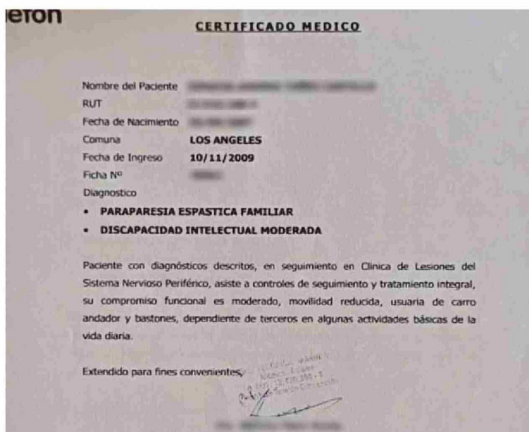 eton
CERTIFICADO MEDICO
Nombre del Paciente
RUT
Fecha de Nacimiento
Comuna LOS ANGELES
Fecha de Ingreso 10/11/2009
Ficha Nº
Diagnostico
• PARAPARESIA ESPASTICA FAMILIAR
• DISCAPACIDAD INTELECTUAL MODERADA
Paciente con diagnósticos descritos, en seguimiento en Clinica de Lesiones del
Sistema Nervioso Periférico, asiste a controles de seguimiento y tratamiento integral,
su compromiso funcional es moderado, movilidad reducida, usuaria de carro
andador y bastones, dependiente de terceros en algunas actividades básicas de la
vida diaria.
Extendido para fines convenientes,